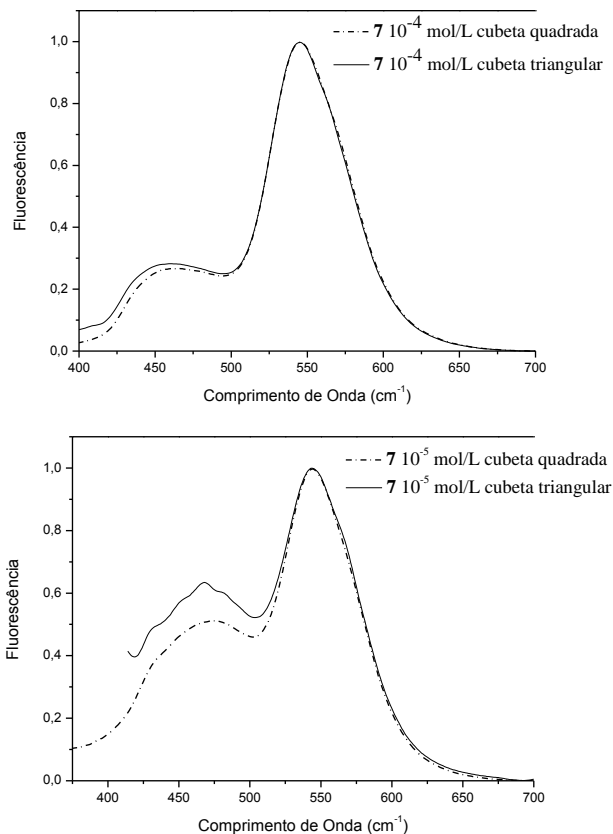 7 10⁻⁴ mol/L cubeta quadrada
7 10⁻⁴ mol/L cubeta triangular
Fluorescência
1,0
0,8
0,6
0,4
0,2
0,0
400 450 500 550 600 650 700
Comprimento de Onda (cm⁻¹)
7 10⁻⁵ mol/L cubeta quadrada
7 10⁻⁵ mol/L cubeta triangular
Fluorescência
1,0
0,8
0,6
0,4
0,2
0,0
400 450 500 550 600 650 700
Comprimento de Onda (cm⁻¹)